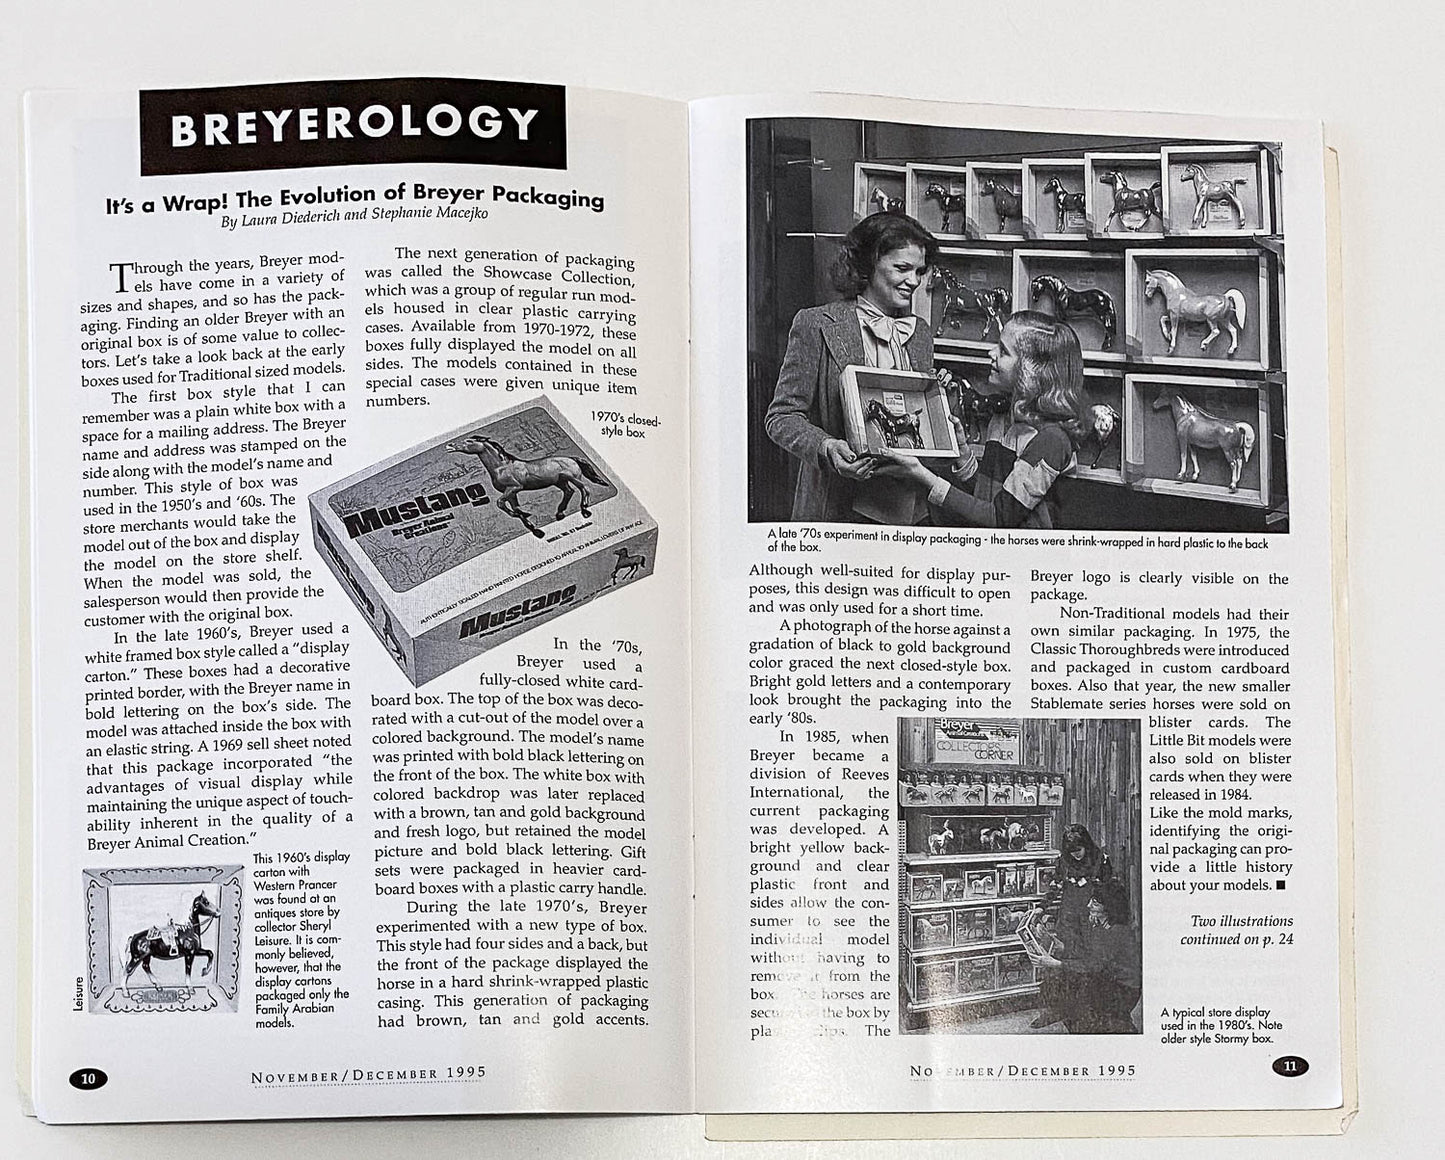 BREYEROLOGY
It's a Wrap! The Evolution of Breyer Packaging
By Laura Diederich and Stephanie Macejko
Through the years, Breyer mod-
els have come in a variety of
sizes and shapes, and so has the pack-
aging. Finding an older Breyer with an
original box is of some value to collec-
tors. Let's take a look back at the early
boxes used for Traditional sized models.
The first box style that I can
remember was a plain white box with a
space for a mailing address. The Breyer
name and address was stamped on the
side along with the model's name and
number. This style of box was
used in the 1950's and '60s. The
store merchants would take the
model out of the box and display
the model on the store shelf.
When the model was sold, the
salesperson would then provide the
customer with the original box.
In the late 1960's, Breyer used a
white framed box style called a "display
carton." These boxes had a decorative
printed border, with the Breyer name in
bold lettering on the box's side. The
model was attached inside the box with
an elastic string. A 1969 sell sheet noted
that this package incorporated "the
advantages of visual display while
maintaining the unique aspect of touch-
ability inherent in the quality of a
Breyer Animal Creation."
Leisure
This 1960's display
carton with
Western Prancer
was found at an
antiques store by
collector Sheryl
Leisure. It is com-
monly believed,
however, that the
display cartons
packaged only the
Family Arabian
models.
The next generation of packaging
was called the Showcase Collection,
which was a group of regular run mod-
els housed in clear plastic carrying
cases. Available from 1970-1972, these
boxes fully displayed the model on all
sides. The models contained in these
special cases were given unique item
numbers.
1970's closed-
style box
Mustang
Breyer Animal
Creations
AUTHENTICALLY SCALED HAND PRINTED HORSE, DESIGNED TO APPEAL TO ANIMAL LOVERS OF ANY AGE
Mustang
In the '70s,
Breyer used a
fully-closed white card-
board box. The top of the box was deco-
rated with a cut-out of the model over a
colored background. The model's name
was printed with bold black lettering on
the front of the box. The white box with
colored backdrop was later replaced
with a brown, tan and gold background
and fresh logo, but retained the model
picture and bold black lettering. Gift
sets were packaged in heavier card-
board boxes with a plastic carry handle.
During the late 1970's, Breyer
experimented with a new type of box.
This style had four sides and a back, but
the front of the package displayed the
horse in a hard shrink-wrapped plastic
casing. This generation of packaging
had brown, tan and gold accents.
10
NOVEMBER/DECEMBER 1995
A late '70s experiment in display packaging - the horses were shrink-wrapped in hard plastic to the back
of the box.
Although well-suited for display pur-
poses, this design was difficult to open
and was only used for a short time.
A photograph of the horse against a
gradation of black to gold background
color graced the next closed-style box.
Bright gold letters and a contemporary
look brought the packaging into the
early '80s.
In 1985, when
Breyer became a
division of Reeves
International, the
current packaging
was developed. A
bright yellow back-
ground and clear
plastic front and
sides allow the con-
sumer to see the
individual model
without having to
remove it from the
box. The horses are
the box by
The
Breyer
Animal Creations
COLLECTOR'S
CORNER
Breyer logo is clearly visible on the
package.
Non-Traditional models had their
own similar packaging. In 1975, the
Classic Thoroughbreds were introduced
and packaged in custom cardboard
boxes. Also that year, the new smaller
Stablemate series horses were sold on
blister cards. The
Little Bit models were
also sold on blister
cards when they were
released in 1984.
Like the mold marks,
identifying the origi-
nal packaging can pro-
vide a little history
about your models. ■
Two illustrations
continued on p. 24
A typical store display
used in the 1980's. Note
older style Stormy box.
NOVEMBER/DECEMBER 1995
11